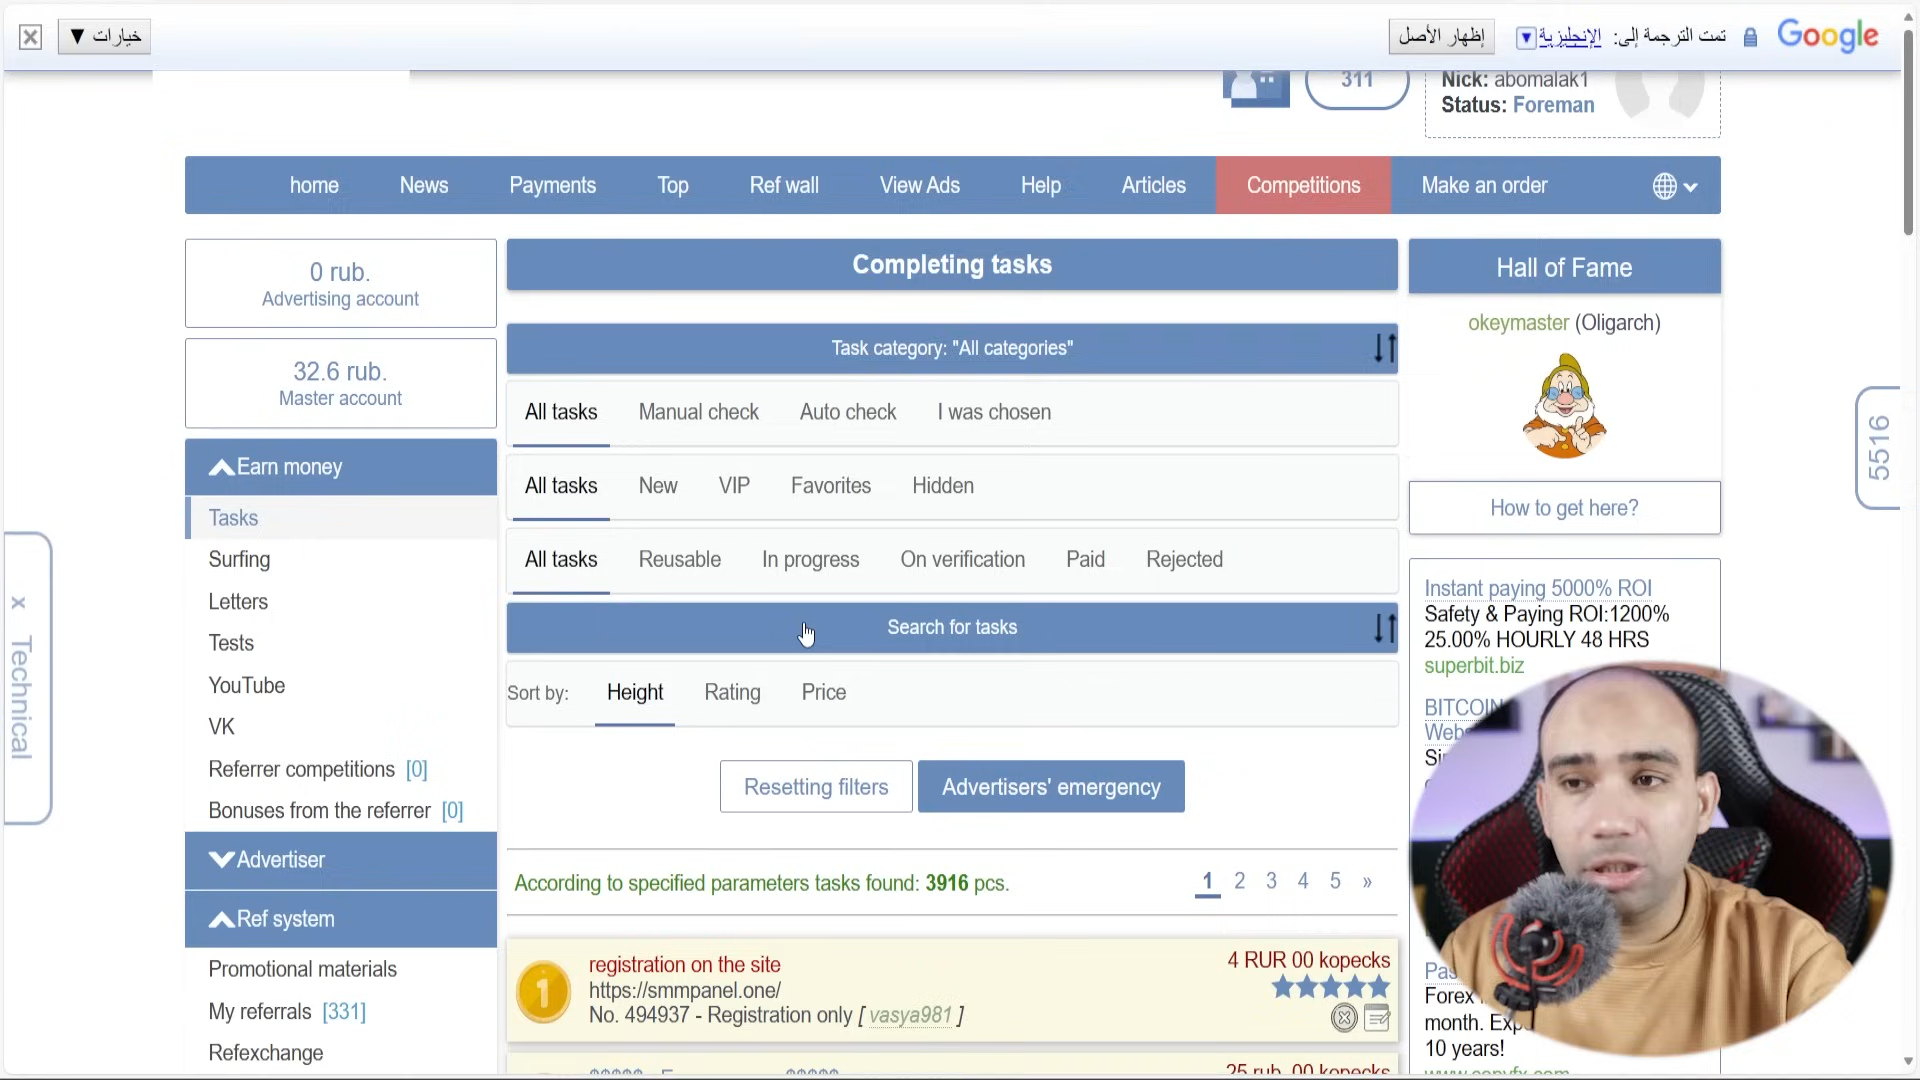 خيارات ▼
إظهار الأصل
تمت الترجمة إلى: الإنجليزية ▼
Google
311
Nick: abomalak1
Status: Foreman
home
News
Payments
Top
Ref wall
View Ads
Help
Articles
Competitions
Make an order
0 rub.
Advertising account
32.6 rub.
Master account
Earn money
Tasks
Surfing
Letters
Tests
YouTube
VK
Referrer competitions [0]
Bonuses from the referrer [0]
Advertiser
Ref system
Promotional materials
My referrals [331]
Refexchange
Completing tasks
Task category: "All categories"
All tasks
Manual check
Auto check
I was chosen
All tasks
New
VIP
Favorites
Hidden
All tasks
Reusable
In progress
On verification
Paid
Rejected
Search for tasks
Sort by:
Height
Rating
Price
Resetting filters
Advertisers' emergency
According to specified parameters tasks found: 3916 pcs.
1 2 3 4 5 »
1
registration on the site
https://smmpanel.one/
No. 494937 - Registration only [ vasya981 ]
4 RUR 00 kopecks
25 rub. 00 kopecks
Hall of Fame
okeymaster (Oligarch)
How to get here?
Instant paying 5000% ROI
Safety & Paying ROI:1200%
25.00% HOURLY 48 HRS
superbit.biz
BITCOIN
Forex
month.
10 years!
5516
x Technical